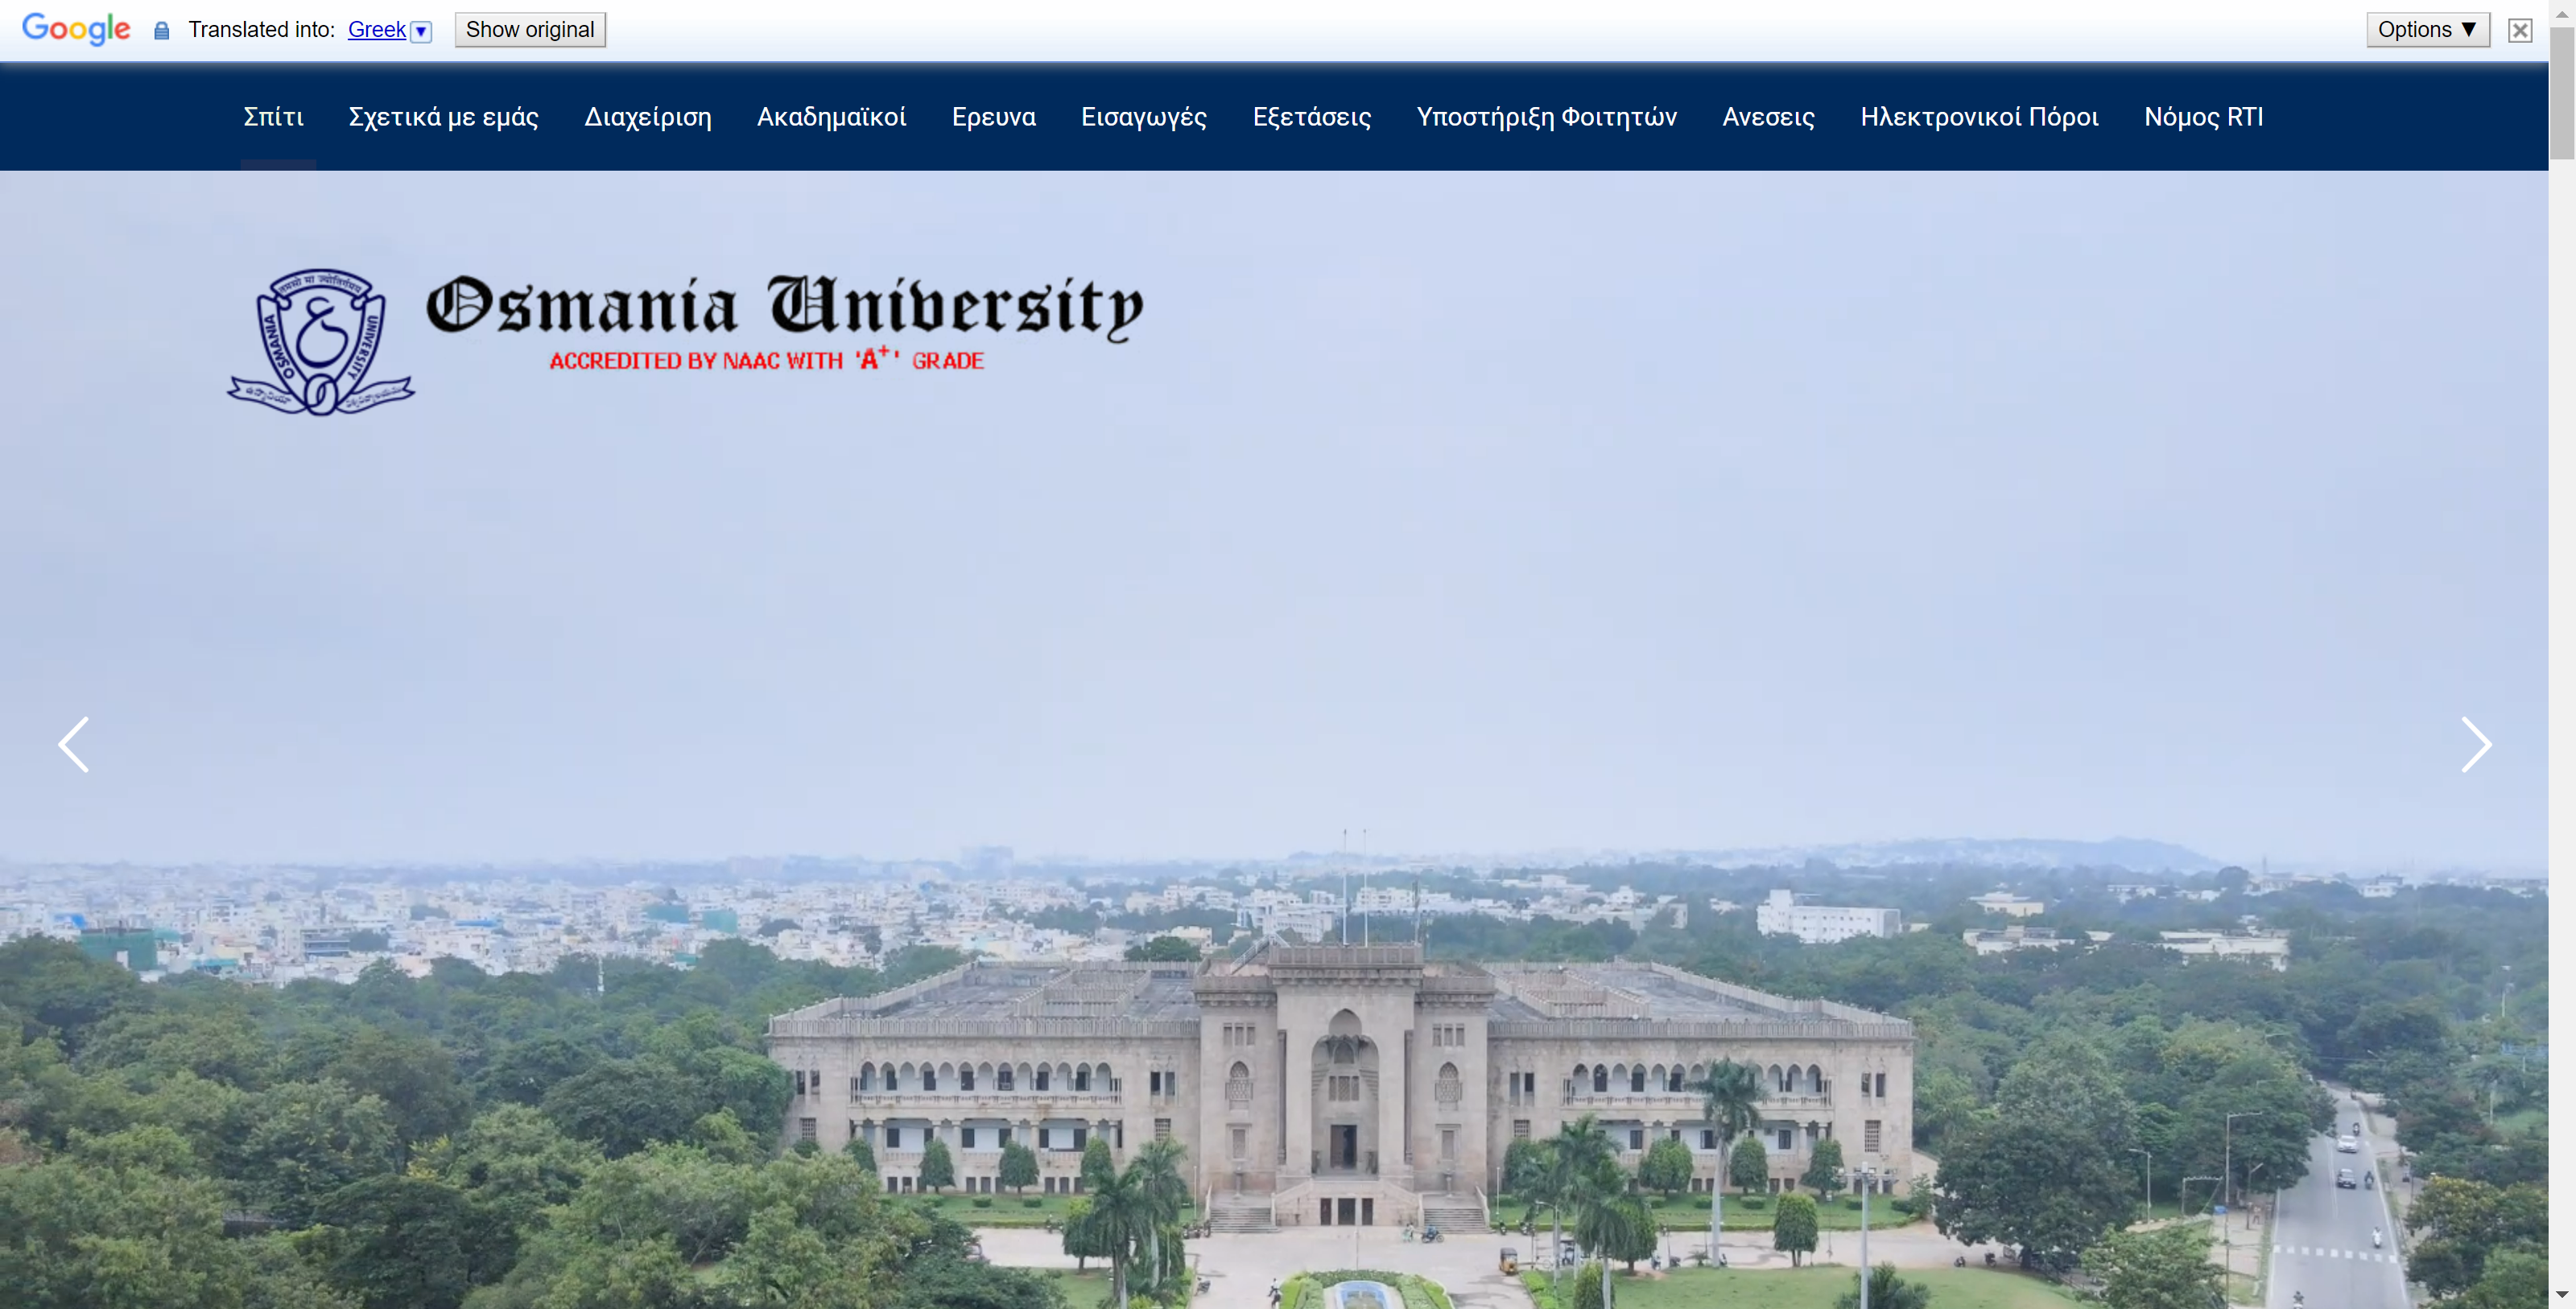 Google Translated into: Greek ▼ Show original Options ▼
Σπίτι Σχετικά με εμάς Διαχείριση Ακαδημαϊκοί Ερευνα Εισαγωγές Εξετάσεις Υποστήριξη Φοιτητών Ανεσεις Ηλεκτρονικοί Πόροι Νόμος RTI
Osmania University
ACCREDITED BY NAAC WITH 'A+' GRADE
OSMANIA UNIVERSITY